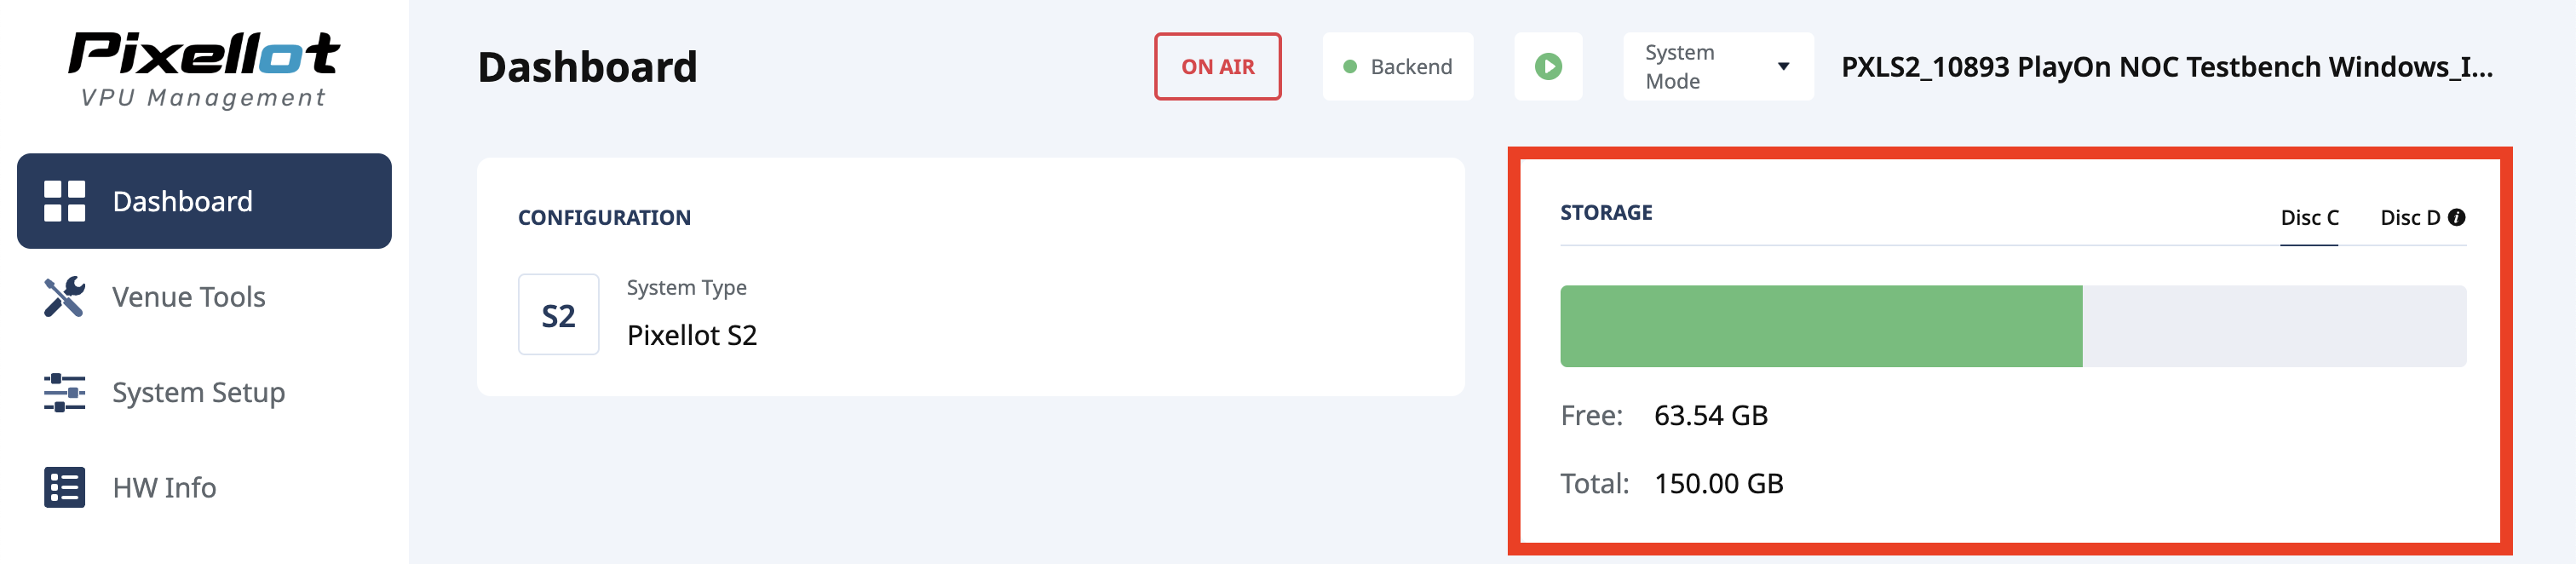 Pixellot
VPU Management
Dashboard
Venue Tools
System Setup
HW Info
Dashboard
ON AIR
Backend
System
Mode
PXLS2_10893 PlayOn NOC Testbench Windows_I...
CONFIGURATION
S2
System Type
Pixellot S2
STORAGE
Disc C
Disc D
Free: 63.54 GB
Total: 150.00 GB